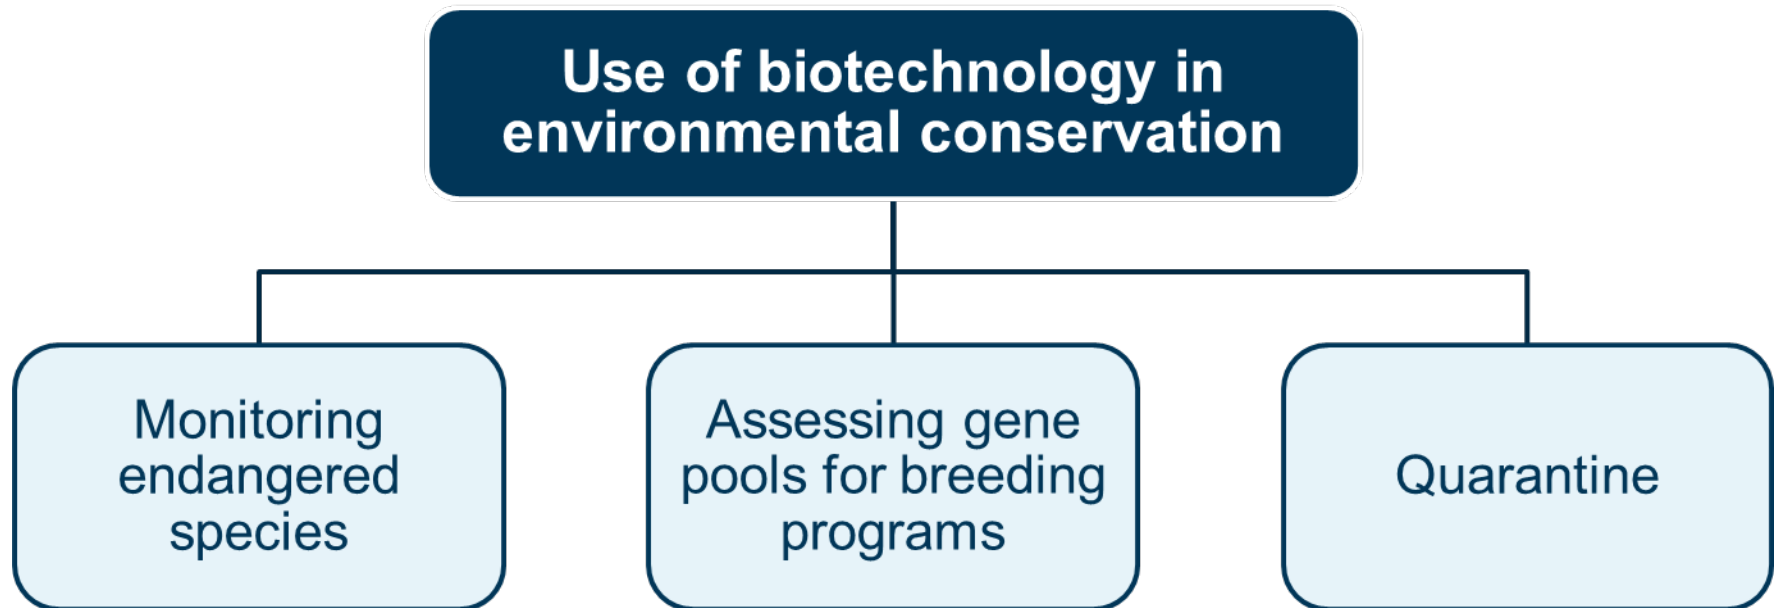 Use of biotechnology in
environmental conservation
Monitoring
endangered
species
Assessing gene
pools for breeding
programs
Quarantine